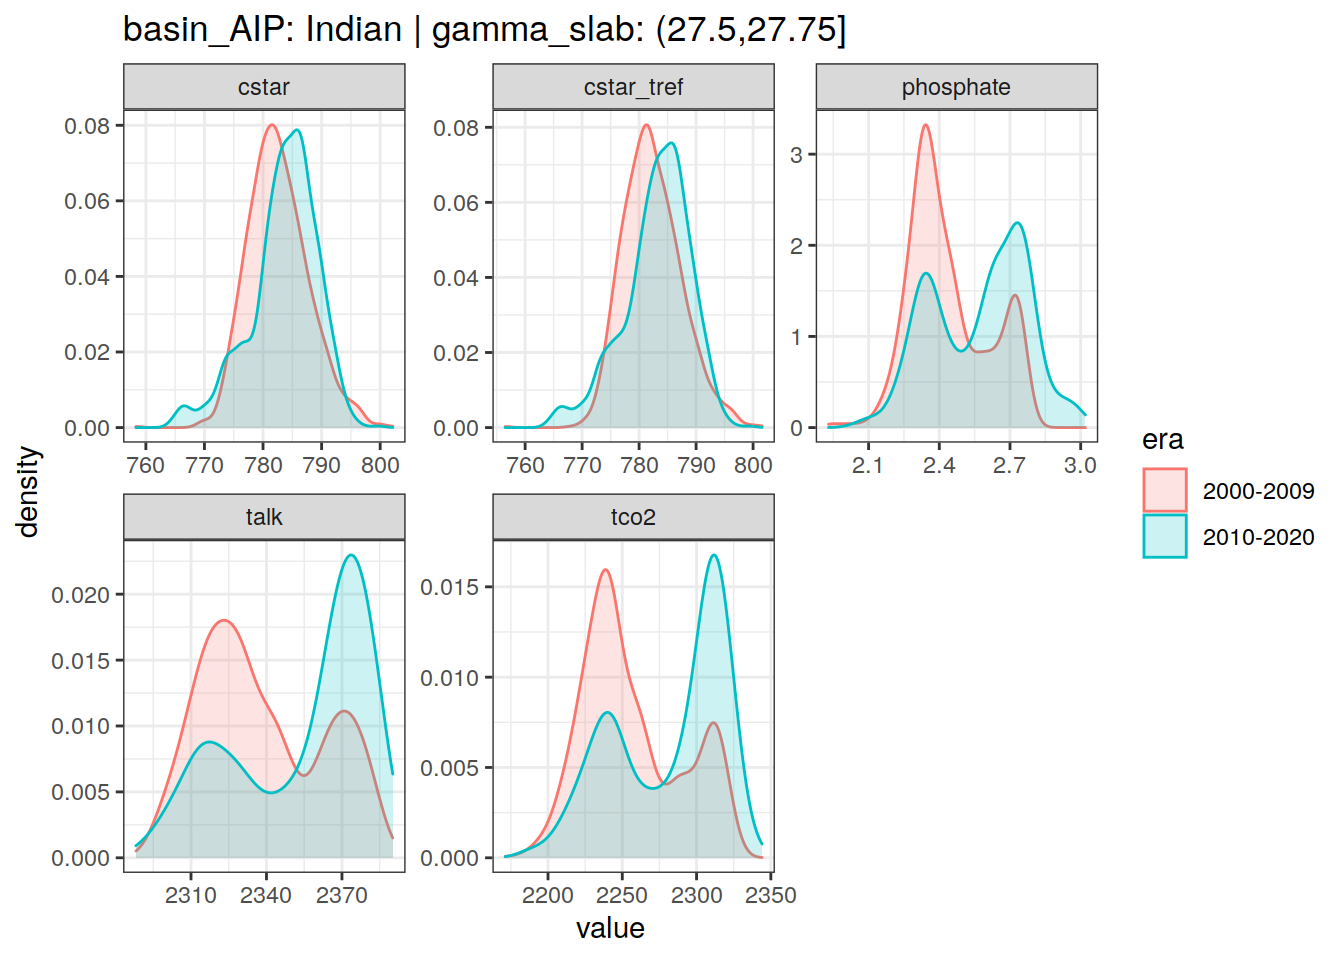 basin_AIP: Indian | gamma_slab: (27.5,27.75]
cstar
cstar_tref
phosphate
0.08
0.06
0.04
0.02
0.00
760 770 780 790 800
0.08
0.06
0.04
0.02
0.00
760 770 780 790 800
3
2
1
0
2.1 2.4 2.7 3.0
density
talk
tco2
0.020
0.015
0.010
0.005
0.000
2310 2340 2370
0.015
0.010
0.005
0.000
2200 2250 2300 2350
value
era
2000-2009
2010-2020